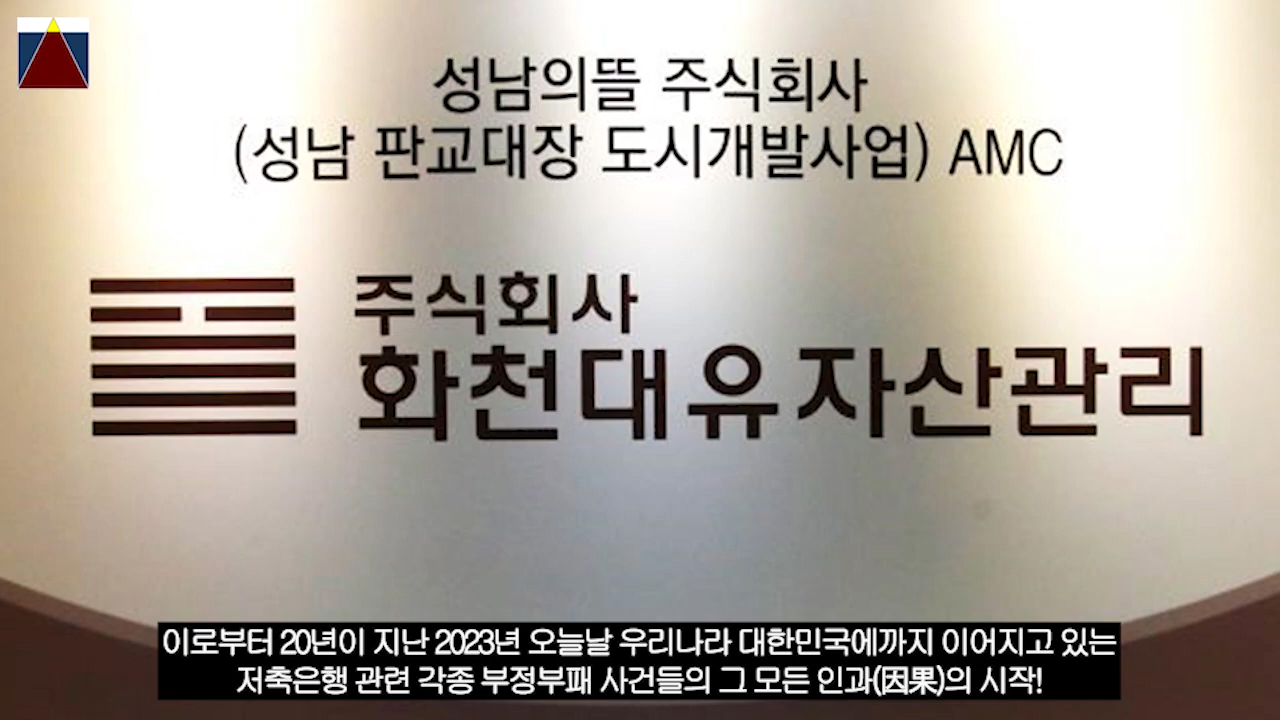 성남의뜰 주식회사
(성남 판교대장 도시개발사업) AMC
주식회사
화천대유자산관리
이로부터 20년이 지난 2023년 오늘날 우리나라 대한민국에까지 이어지고 있는
저축은행 관련 각종 부정부패 사건들의 그 모든 인과(因果)의 시작!